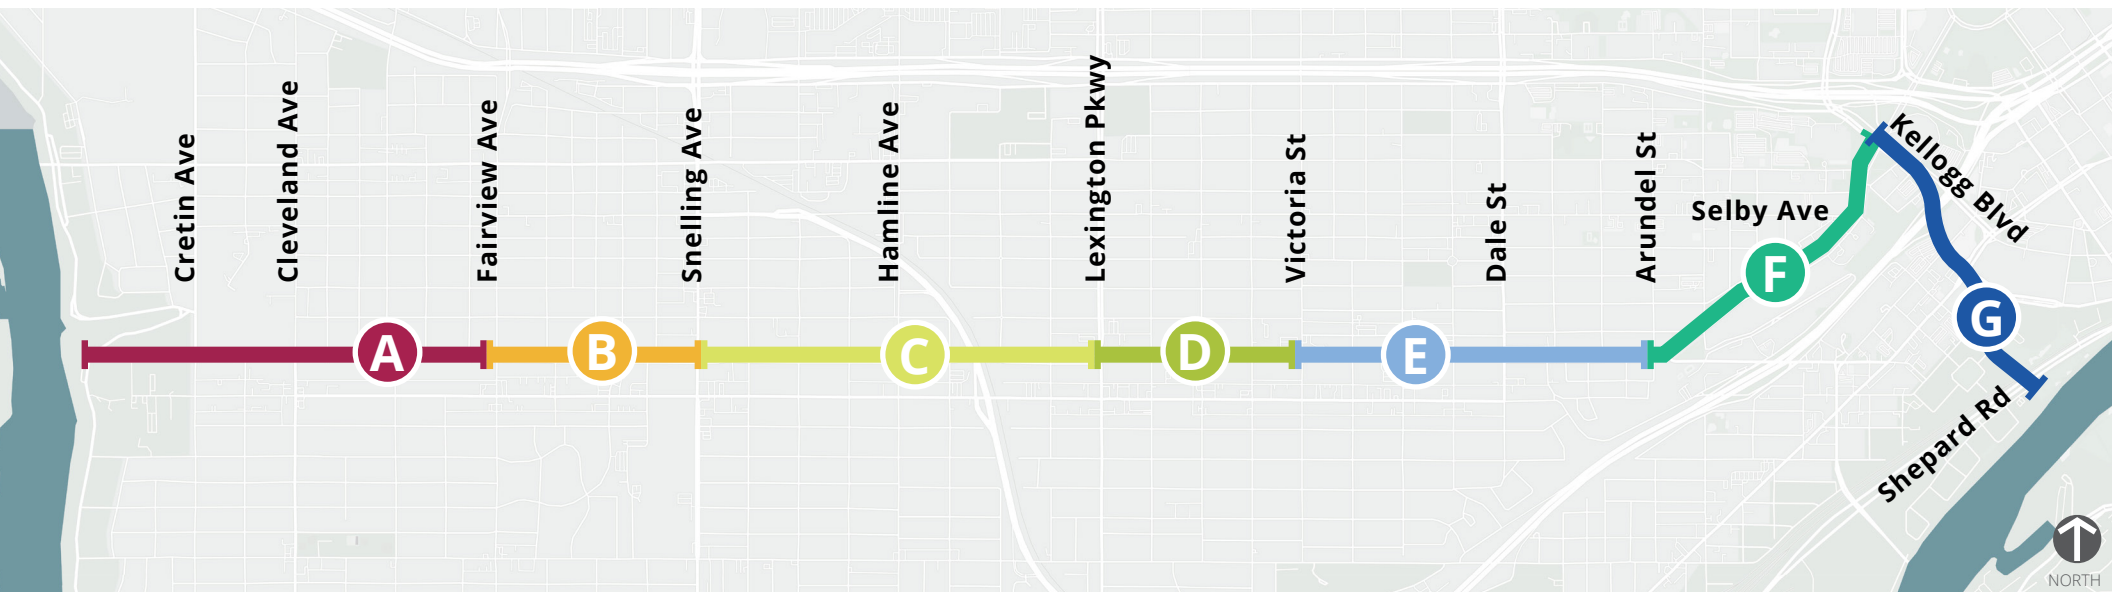 Cretin Ave
Cleveland Ave
Fairview Ave
Snelling Ave
Hamline Ave
Lexington Pkwy
Victoria St
Dale St
Arundel St
Selby Ave
Kellogg Blvd
Shepard Rd
A
B
C
D
E
F
G
NORTH